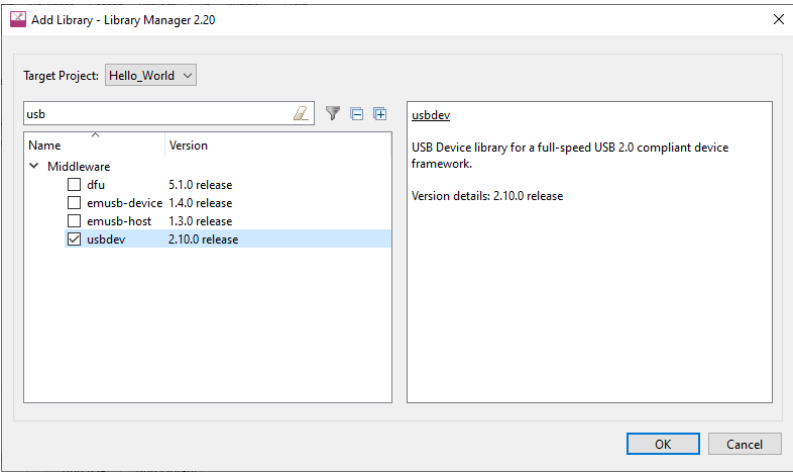 Add Library - Library Manager 2.20
Target Project: Hello_World
usb
Name Version
Middleware
dfu 5.1.0 release
emusb-device 1.4.0 release
emusb-host 1.3.0 release
usbdev 2.10.0 release
usbdev
USB Device library for a full-speed USB 2.0 compliant device
framework.
Version details: 2.10.0 release
OK Cancel